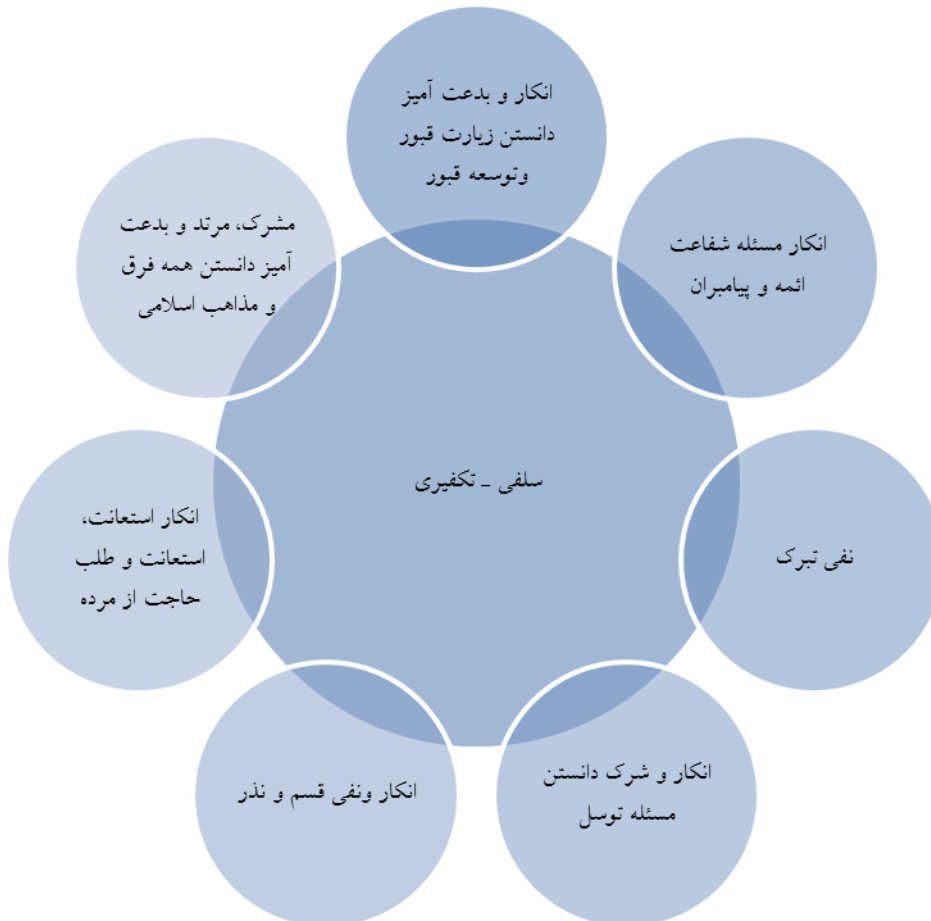 انکار و بدعت آمیز
دانستن زیارت قبور
وتوسعه قبور
انکار مسئله شفاعت
ائمه و پیامبران
نفی تبرک
انکار و شرک دانستن
مسئله توسل
انکار ونفی قسم و نذر
انکار استعانت،
استعانت و طلب
حاجت از مرده
مشرک، مرتد و بدعت
آمیز دانستن همه فرق
و مذاهب اسلامی
سلفی ـ تکفیری